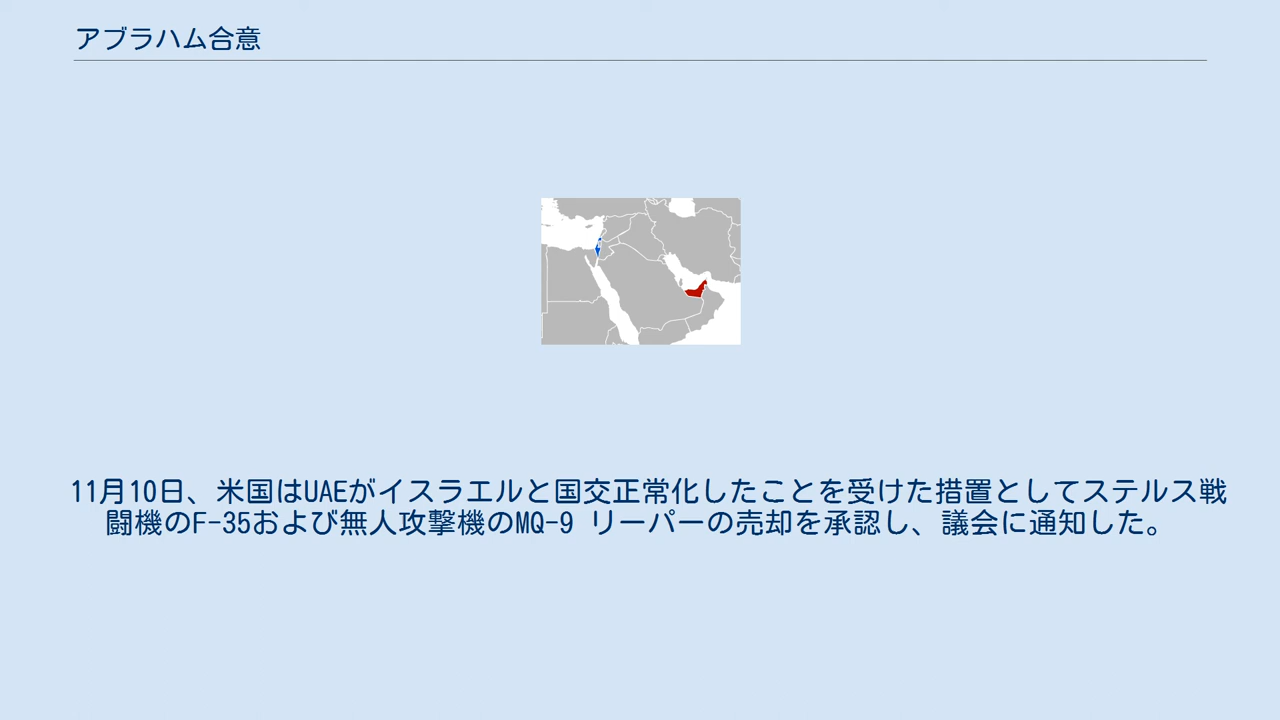 アブラハム合意
11月10日、米国はUAEがイスラエルと国交正常化したことを受けた措置としてステルス戦
闘機のF-35および無人攻撃機のMQ-9 リーパーの売却を承認し、議会に通知した。